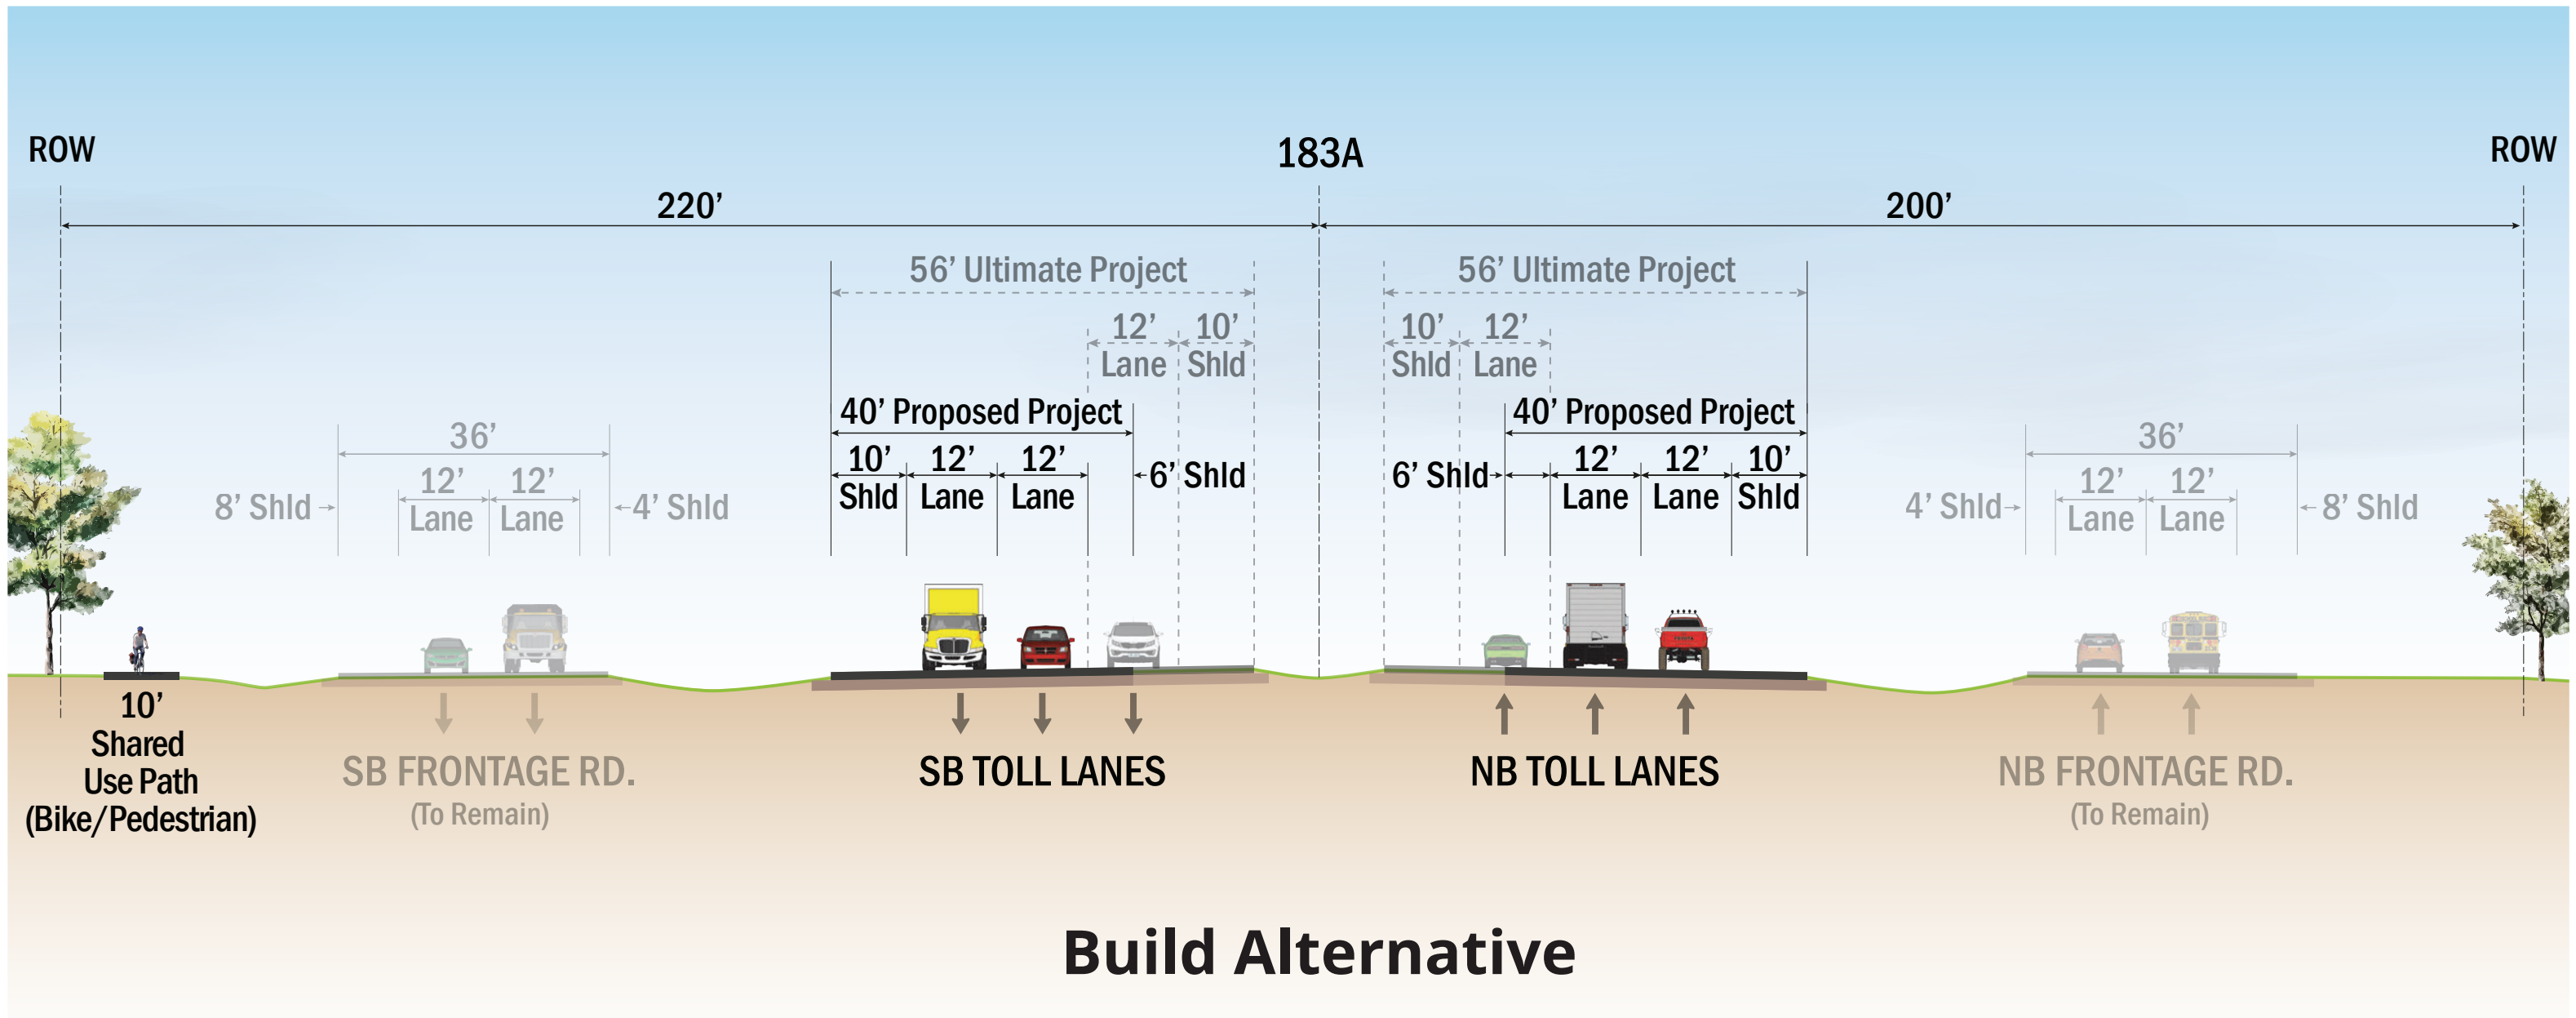 ROW
183A
ROW
220’
200’
56’ Ultimate Project
56’ Ultimate Project
12’
Lane
10’
Shld
10’
Shld
12’
Lane
40’ Proposed Project
40’ Proposed Project
36’
12’
Lane
12’
Lane
8’ Shld
4’ Shld
10’
Shld
12’
Lane
12’
Lane
6’ Shld
6’ Shld
12’
Lane
12’
Lane
10’
Shld
36’
4’ Shld
12’
Lane
12’
Lane
8’ Shld
10’
Shared
Use Path
(Bike/Pedestrian)
SB FRONTAGE RD.
(To Remain)
SB TOLL LANES
NB TOLL LANES
NB FRONTAGE RD.
(To Remain)
Build Alternative